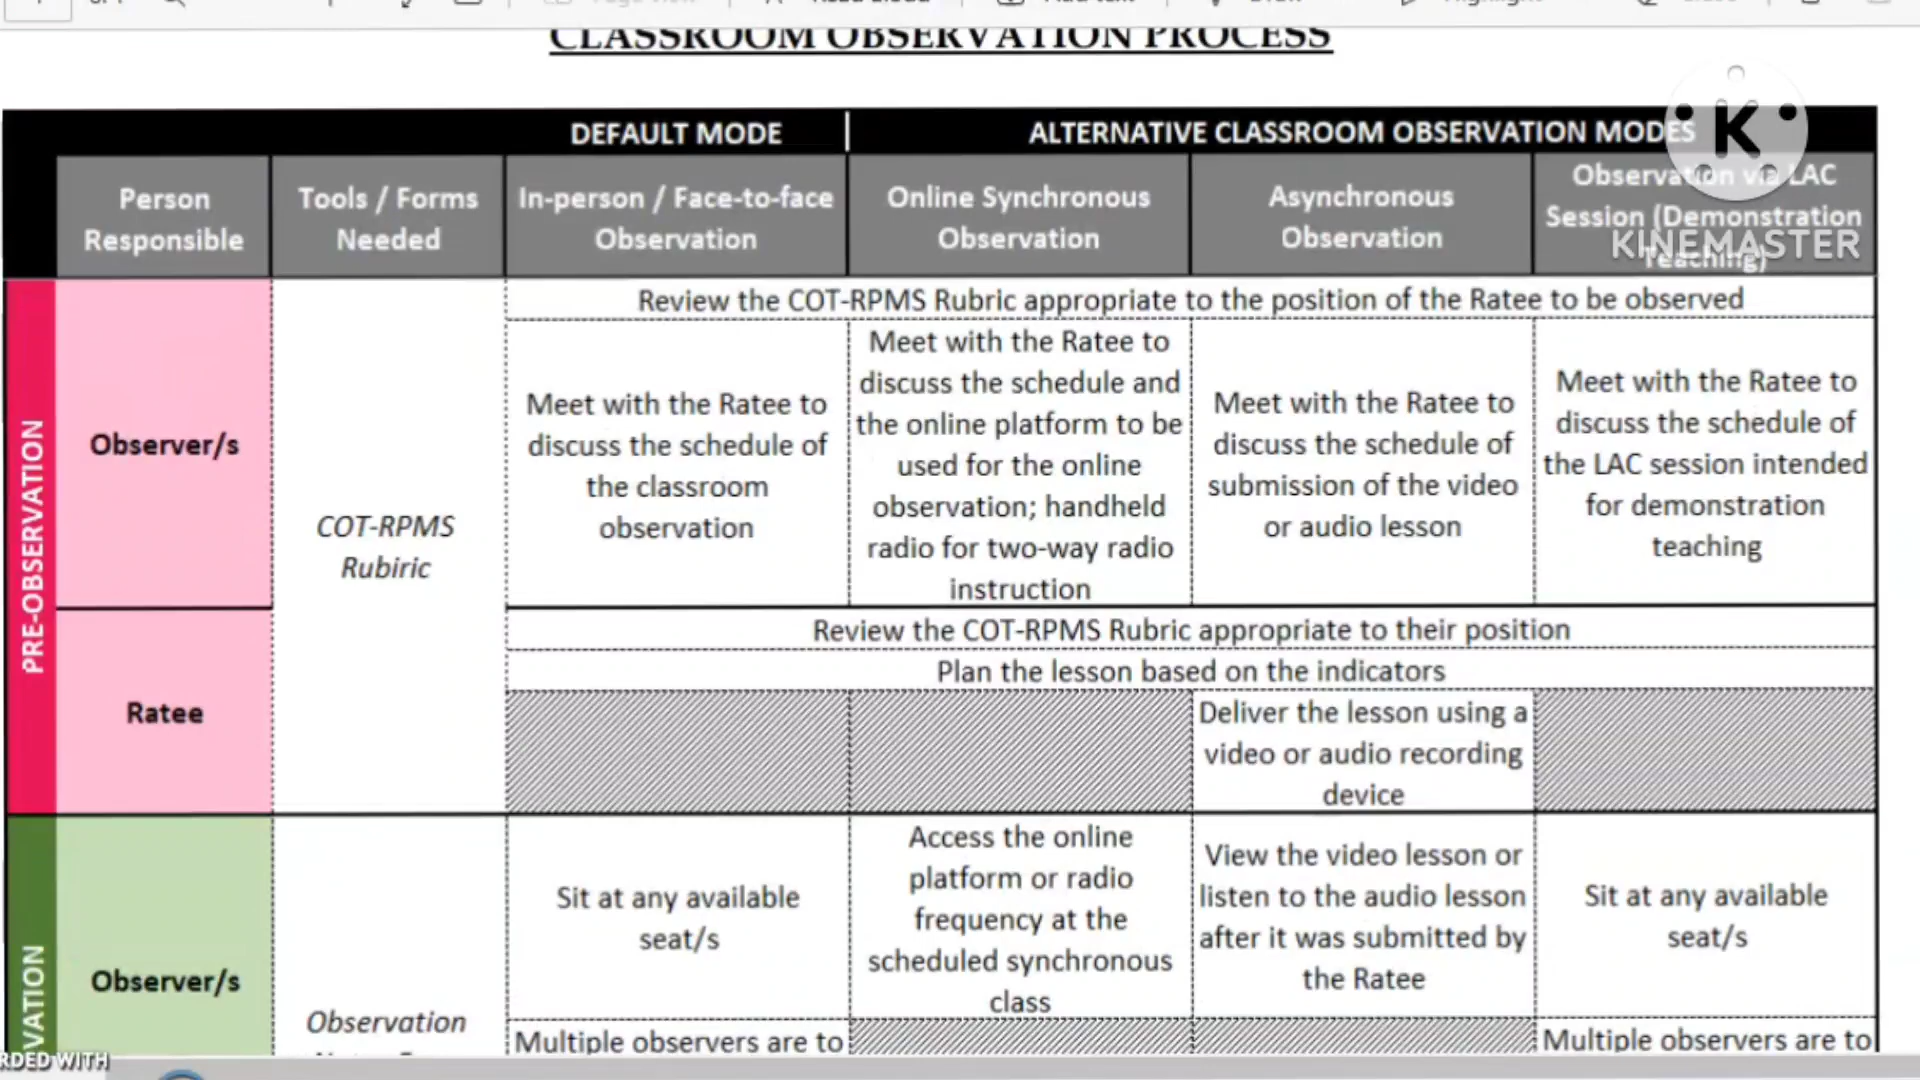 CLASSROOM OBSERVATION PROCESS
DEFAULT MODE
ALTERNATIVE CLASSROOM OBSERVATION MODES
K
Person
Responsible
Tools / Forms
Needed
In-person / Face-to-face
Observation
Online Synchronous
Observation
Asynchronous
Observation
Observation via LAC
Session (Demonstration
Teaching)
KINEMASTER
PRE-OBSERVATION
Observer/s
COT-RPMS
Rubiric
Review the COT-RPMS Rubric appropriate to the position of the Ratee to be observed
Meet with the Ratee to
discuss the schedule of
the classroom
observation
Meet with the Ratee to
discuss the schedule and
the online platform to be
used for the online
observation; handheld
radio for two-way radio
instruction
Meet with the Ratee to
discuss the schedule of
submission of the video
or audio lesson
Meet with the Ratee to
discuss the schedule of
the LAC session intended
for demonstration
teaching
Ratee
Review the COT-RPMS Rubric appropriate to their position
Plan the lesson based on the indicators
Deliver the lesson using a
video or audio recording
device
VATION
Observer/s
Observation
Sit at any available
seat/s
Access the online
platform or radio
frequency at the
scheduled synchronous
class
View the video lesson or
listen to the audio lesson
after it was submitted by
the Ratee
Sit at any available
seat/s
Multiple observers are to
Multiple observers are to
RDED WITH